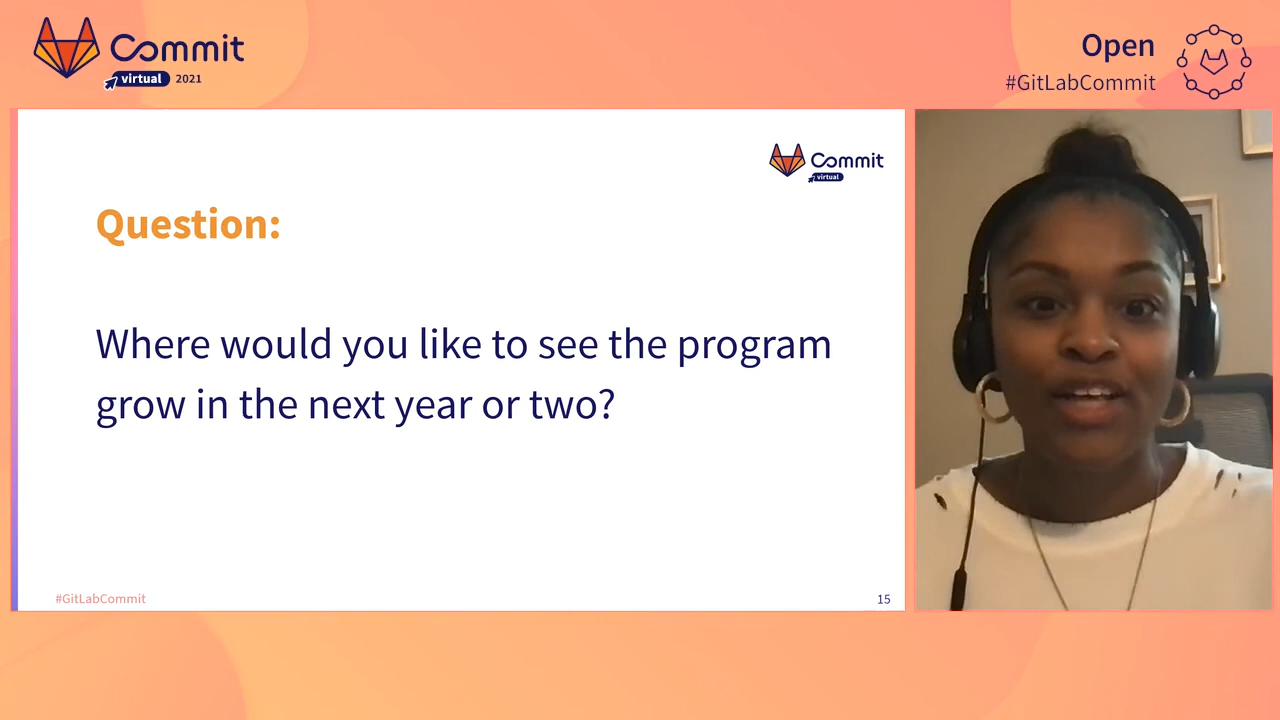 Commit
virtual 2021
Open
#GitLabCommit
Commit
virtual
Question:
Where would you like to see the program
grow in the next year or two?
#GitLabCommit
15